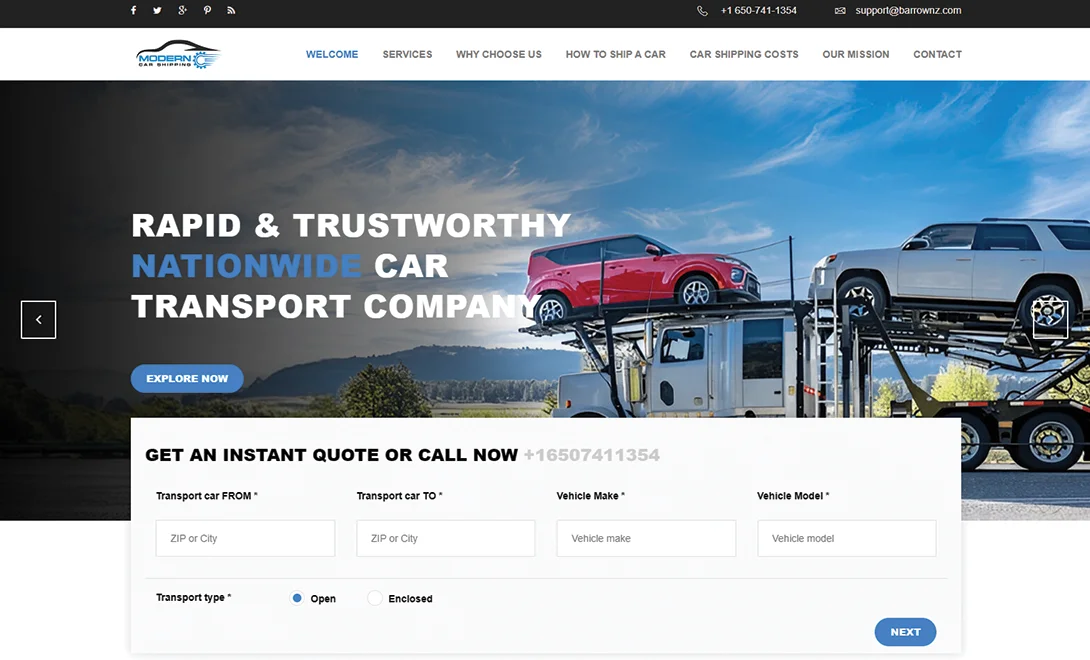 +1 650-741-1354
support@barrownz.com
MODERN
CAR SHIPPING
WELCOME SERVICES WHY CHOOSE US HOW TO SHIP A CAR CAR SHIPPING COSTS OUR MISSION CONTACT
RAPID & TRUSTWORTHY
NATIONWIDE CAR
TRANSPORT COMPANY
EXPLORE NOW
GET AN INSTANT QUOTE OR CALL NOW +16507411354
Transport car FROM * Transport car TO * Vehicle Make * Vehicle Model *
ZIP or City ZIP or City Vehicle make Vehicle model
Transport type * Open Enclosed
NEXT